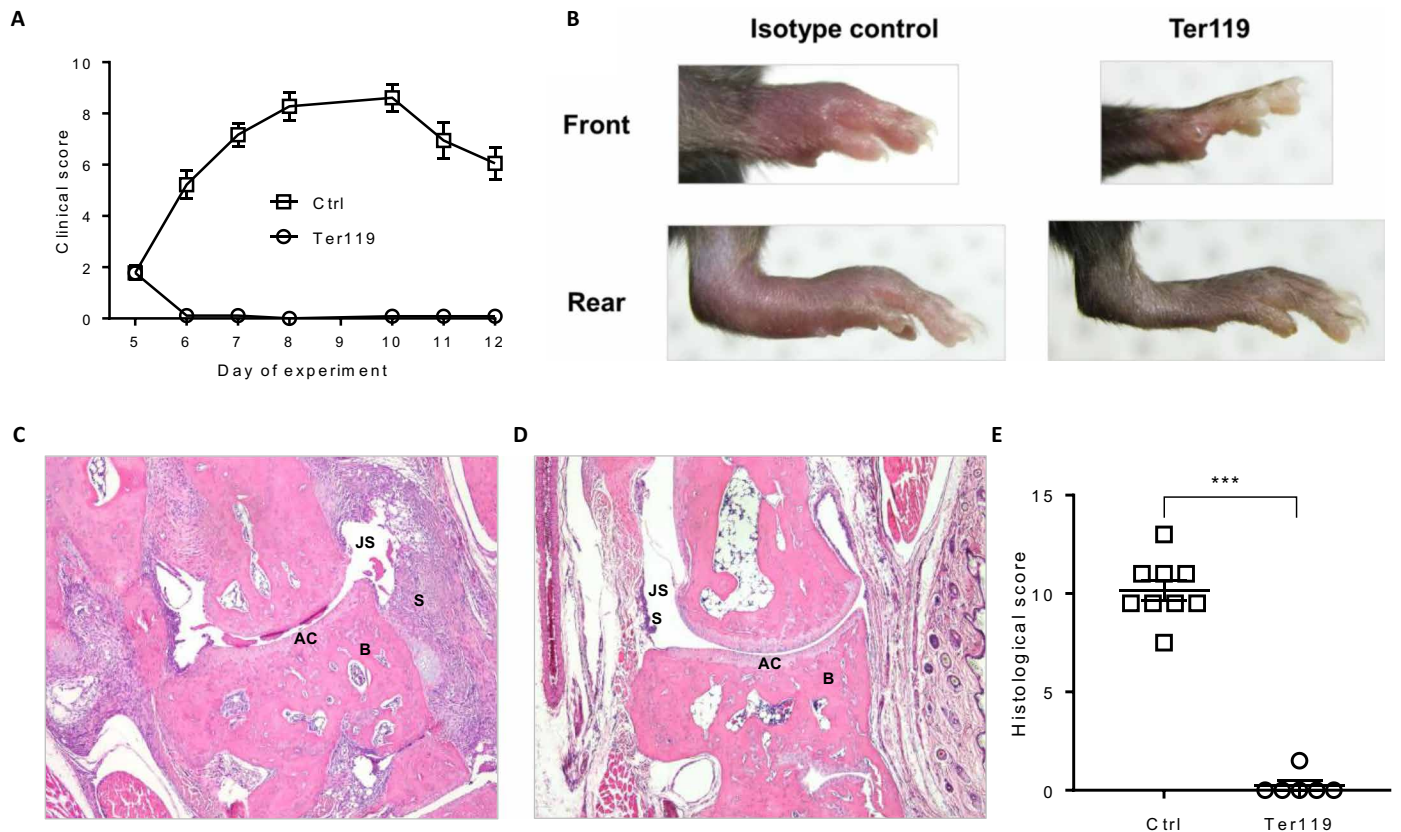 A
10
8
6
4
2
0
Clinical score
Ctrl
Ter119
5 6 7 8 9 10 11 12
Day of experiment
B
Isotype control Ter119
Front
Rear
C
JS
S
AC
B
D
JS
S
AC
B
E
***
15
10
5
0
Histological score
Ctrl Ter119